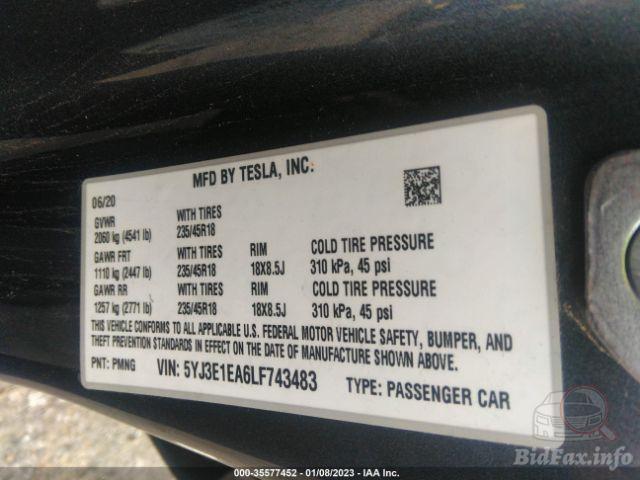 MFD BY TESLA, INC.
06/20
GVWR WITH TIRES
2060 kg (4541 lb) 235/45R18
GAWR FRT WITH TIRES RIM COLD TIRE PRESSURE
1110 kg (2447 lb) 235/45R18 18X8.5J 310 kPa, 45 psi
GAWR RR WITH TIRES RIM COLD TIRE PRESSURE
1257 kg (2771 lb) 235/45R18 18X8.5J 310 kPa, 45 psi
THIS VEHICLE CONFORMS TO ALL APPLICABLE U.S. FEDERAL MOTOR VEHICLE SAFETY, BUMPER, AND
THEFT PREVENTION STANDARDS IN EFFECT ON THE DATE OF MANUFACTURE SHOWN ABOVE.
PNT: PMNG VIN: 5YJ3E1EA6LF743483 TYPE: PASSENGER CAR
BidFax.info
000-35577452 - 01/08/2023 - IAA Inc.